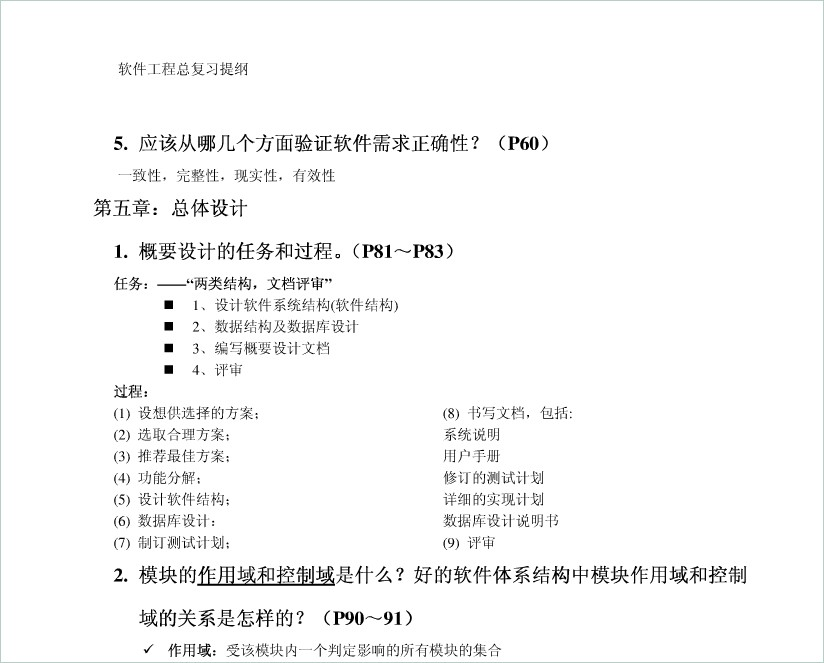 软件工程总复习提纲
5. 应该从哪几个方面验证软件需求正确性？（P60）
一致性，完整性，现实性，有效性
第五章：总体设计
1. 概要设计的任务和过程。（P81～P83）
任务：——“两类结构，文档评审”
■ 1、设计软件系统结构(软件结构)
■ 2、数据结构及数据库设计
■ 3、编写概要设计文档
■ 4、评审
过程：
(1) 设想供选择的方案；
(2) 选取合理方案；
(3) 推荐最佳方案；
(4) 功能分解；
(5) 设计软件结构；
(6) 数据库设计：
(7) 制订测试计划；
(8) 书写文档，包括:
系统说明
用户手册
修订的测试计划
详细的实现计划
数据库设计说明书
(9) 评审
2. 模块的作用域和控制域是什么？好的软件体系结构中模块作用域和控制
域的关系是怎样的？（P90～91）
✓ 作用域：受该模块内一个判定影响的所有模块的集合